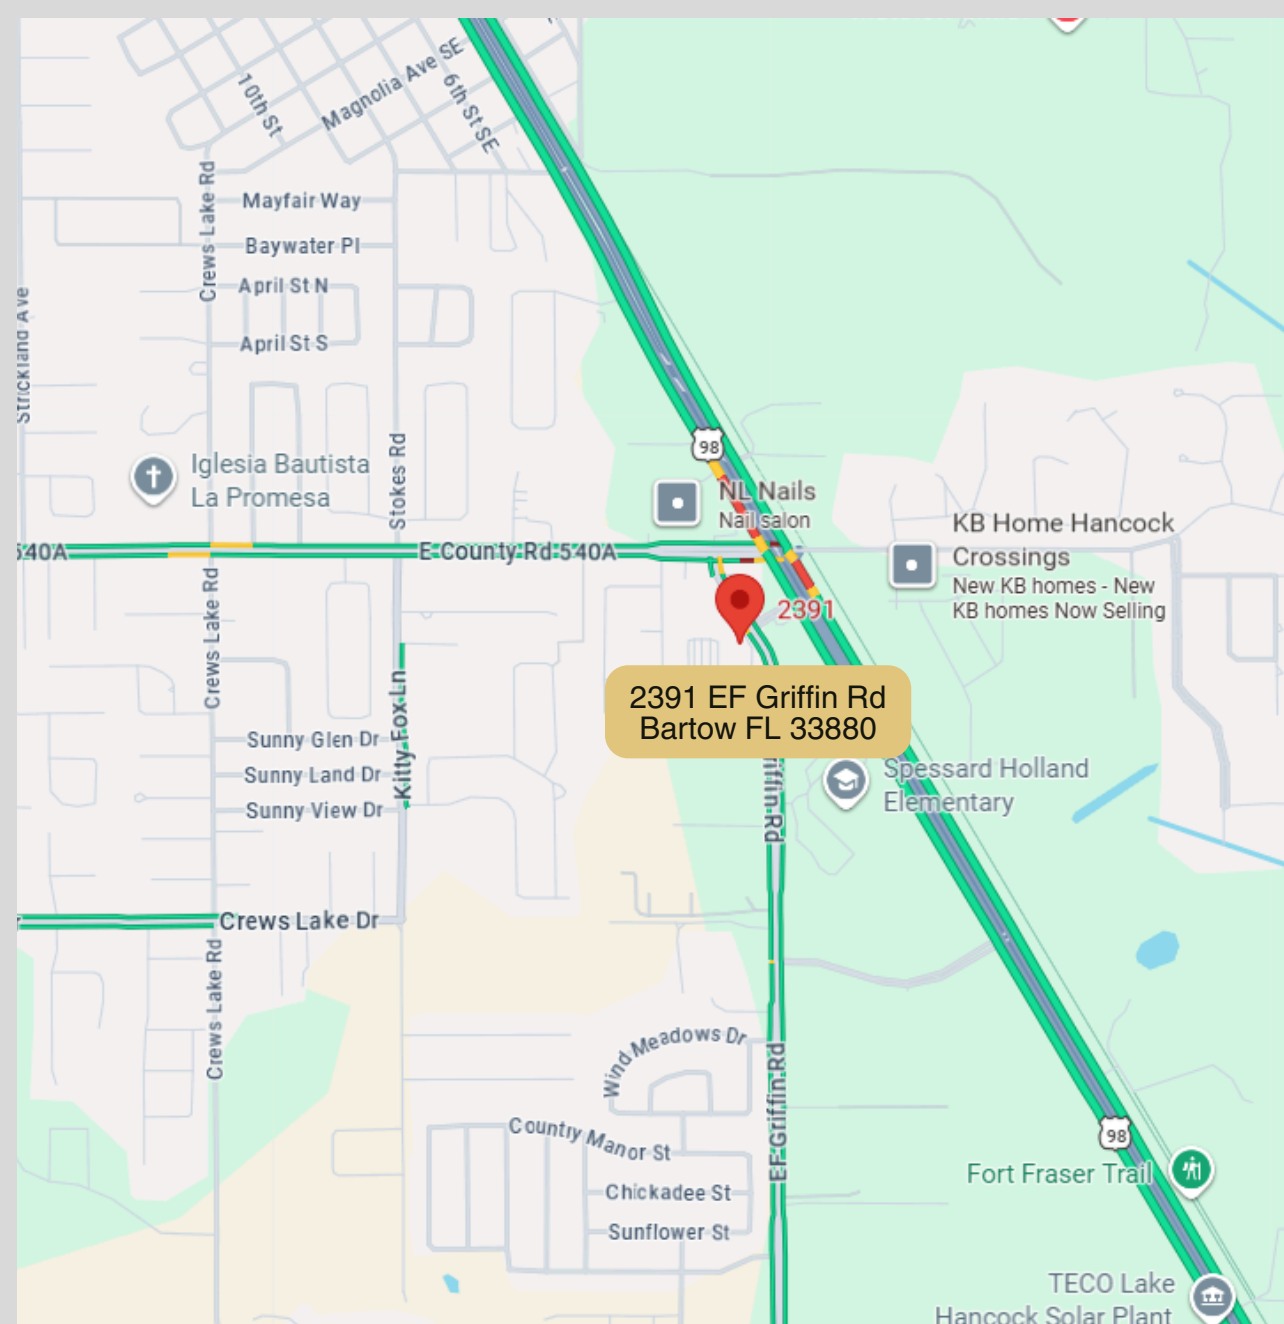 10th St
Magnolia Ave SE
6th St SE
Crews Lake Rd
Mayfair Way
Baywater Pl
April St N
April St S
Strickland Ave
Stokes Rd
98
Iglesia Bautista
La Promesa
NL Nails
Nail salon
KB Home Hancock
Crossings
New KB homes - New
KB homes Now Selling
540A
E County Rd 540A
2391
Crews Lake Rd
Kitty Fox Ln
2391 EF Griffin Rd
Bartow FL 33880
Sunny Glen Dr
Sunny Land Dr
Sunny View Dr
iffin Rd
Spessard Holland
Elementary
Crews Lake Dr
Crews Lake Rd
Wind Meadows Dr
EF Griffin Rd
Country Manor St
Chickadee St
Sunflower St
98
Fort Fraser Trail
TECO Lake
Hancock Solar Plant